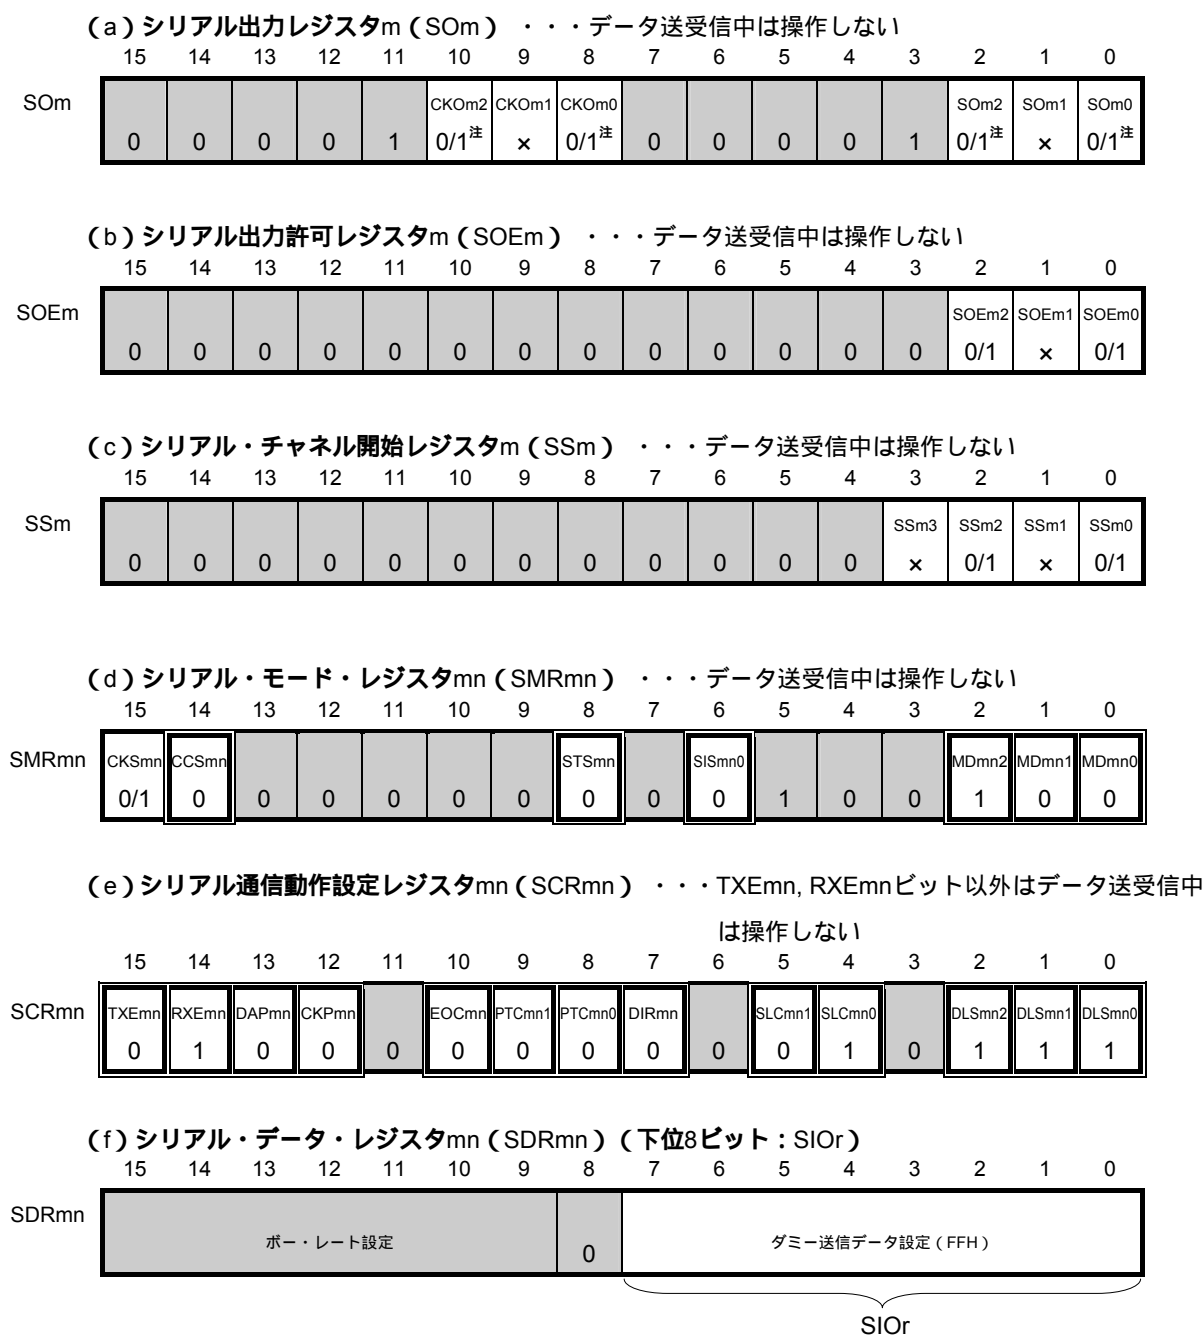 （a）シリアル出力レジスタm（SOm） ・・・データ送受信中は操作しない
15 14 13 12 11 10 9 8 7 6 5 4 3 2 1 0
SOm
CKOm2 CKOm1 CKOm0 SOm2 SOm1 SOm0
0 0 0 0 1 0/1注 × 0/1注 0 0 0 0 1 0/1注 × 0/1注
（b）シリアル出力許可レジスタm（SOEm） ・・・データ送受信中は操作しない
15 14 13 12 11 10 9 8 7 6 5 4 3 2 1 0
SOEm
SOEm2 SOEm1 SOEm0
0 0 0 0 0 0 0 0 0 0 0 0 0 0/1 × 0/1
（c）シリアル・チャネル開始レジスタm（SSm） ・・・データ送受信中は操作しない
15 14 13 12 11 10 9 8 7 6 5 4 3 2 1 0
SSm
SSm3 SSm2 SSm1 SSm0
0 0 0 0 0 0 0 0 0 0 0 0 × 0/1 × 0/1
（d）シリアル・モード・レジスタmn（SMRmn） ・・・データ送受信中は操作しない
15 14 13 12 11 10 9 8 7 6 5 4 3 2 1 0
SMRmn
CKSmn CCSmn STSmn SISmn0 MDmn2 MDmn1 MDmn0
0/1 0 0 0 0 0 0 0 0 0 1 0 0 1 0 0
（e）シリアル通信動作設定レジスタmn（SCRmn） ・・・TXEmn, RXEmnビット以外はデータ送受信中
は操作しない
15 14 13 12 11 10 9 8 7 6 5 4 3 2 1 0
SCRmn
TXEmn RXEmn DAPmn CKPmn EOCmn PTCmn1 PTCmn0 DIRmn SLCmn1 SLCmn0 DLSmn2 DLSmn1 DLSmn0
0 1 0 0 0 0 0 0 0 0 0 1 0 1 1 1
（f）シリアル・データ・レジスタmn（SDRmn）（下位8ビット：SIOr）
15 14 13 12 11 10 9 8 7 6 5 4 3 2 1 0
SDRmn
ボー・レート設定 0 ダミー送信データ設定（FFH）
SIOr